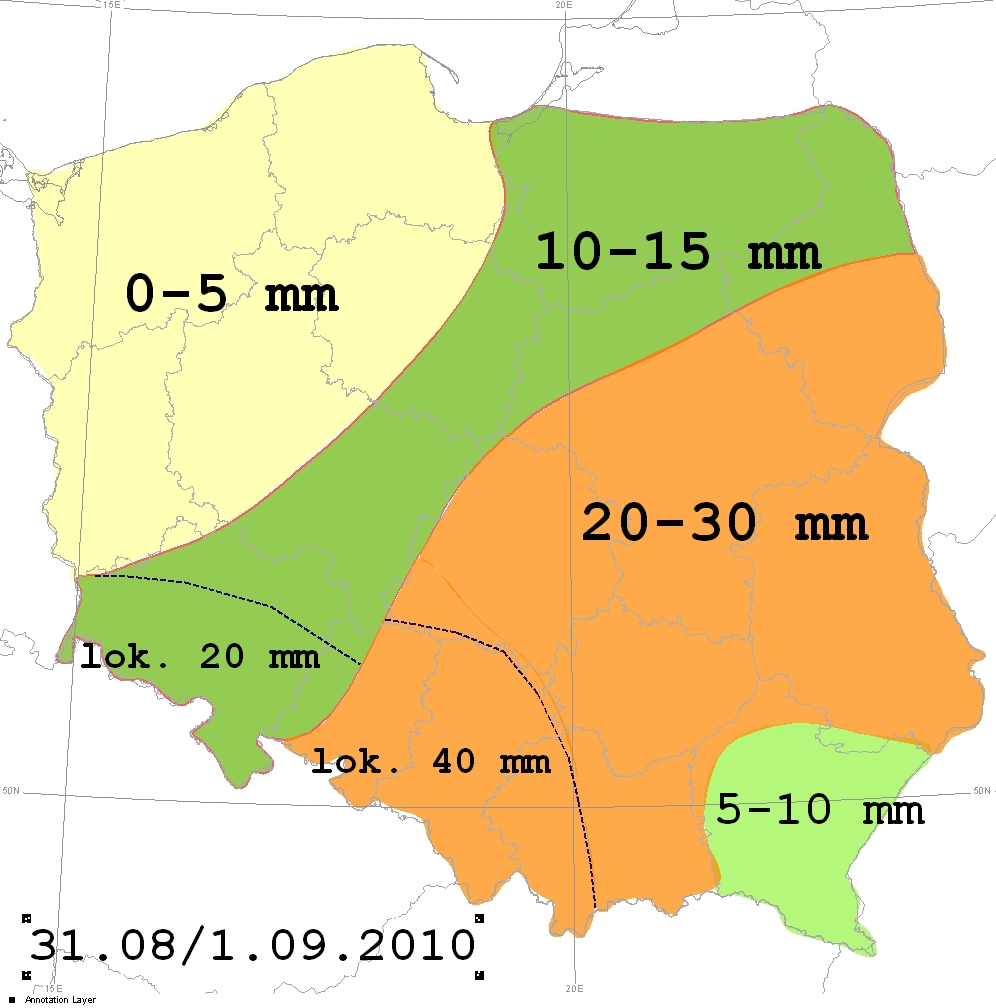 15E
20E
10-15 mm
0-5 mm
20-30 mm
lok. 20 mm
lok. 40 mm
50N
50N
5-10 mm
31.08/1.09.2010
15E
20E
Annotation Layer